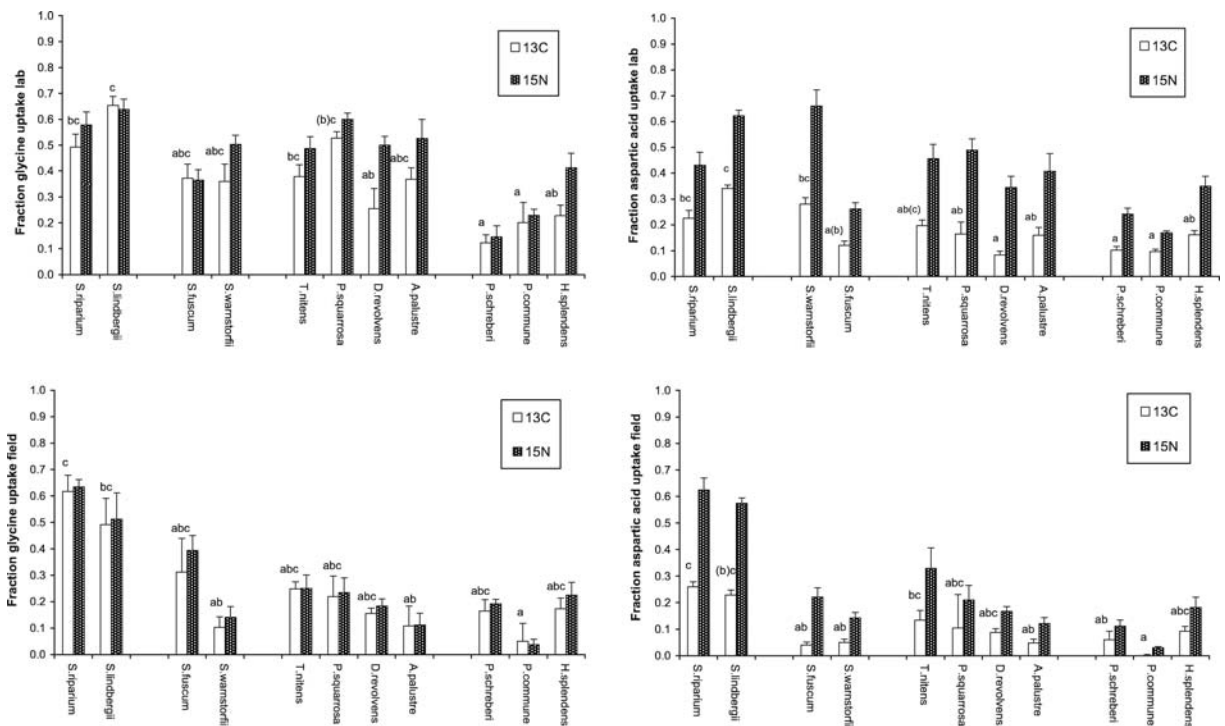 Fraction glycine uptake lab
1.0
0.9
0.8
0.7
0.6
0.5
0.4
0.3
0.2
0.1
0.0
13C
15N
bc
c
abc
abc
bc
(b)c
ab
abc
a
a
ab
S.riparium
S.lindbergii
S.fuscum
S.warnstorfii
T.nitens
P.squarrosa
D.revolvens
A.palustre
P.schreberi
P.commune
H.splendens
Fraction aspartic acid uptake lab
1.0
0.9
0.8
0.7
0.6
0.5
0.4
0.3
0.2
0.1
0.0
13C
15N
bc
c
bc
a(b)
ab(c)
ab
a
ab
a
a
ab
S.riparium
S.lindbergii
S.warnstorfii
S.fuscum
T.nitens
P.squarrosa
D.revolvens
A.palustre
P.schreberi
P.commune
H.splendens
Fraction glycine uptake field
1.0
0.9
0.8
0.7
0.6
0.5
0.4
0.3
0.2
0.1
0.0
13C
15N
c
bc
abc
ab
abc
abc
abc
ab
abc
a
abc
S.riparium
S.lindbergii
S.fuscum
S.warnstorfii
T.nitens
P.squarrosa
D.revolvens
A.palustre
P.schreberi
P.commune
H.splendens
Fraction aspartic acid uptake field
1.0
0.9
0.8
0.7
0.6
0.5
0.4
0.3
0.2
0.1
0.0
13C
15N
c
(b)c
ab
ab
bc
abc
abc
ab
ab
a
abc
S.riparium
S.lindbergii
S.fuscum
S.warnstorfii
T.nitens
P.squarrosa
D.revolvens
A.palustre
P.schreberi
P.commune
H.splendens